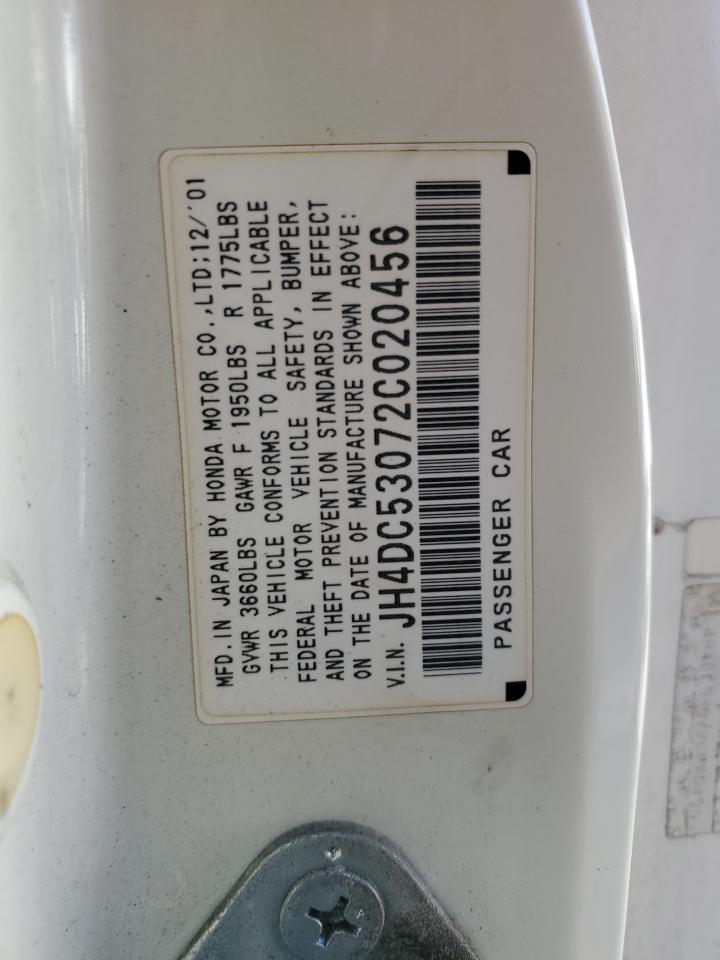 MFD. IN JAPAN BY HONDA MOTOR CO.,LTD;12/'01
GVWR 3660LBS GAWR F 1950LBS R 1775LBS
THIS VEHICLE CONFORMS TO ALL APPLICABLE
FEDERAL MOTOR VEHICLE SAFETY, BUMPER,
AND THEFT PREVENTION STANDARDS IN EFFECT
ON THE DATE OF MANUFACTURE SHOWN ABOVE:
V.I.N. JH4DC53072C020456
PASSENGER CAR